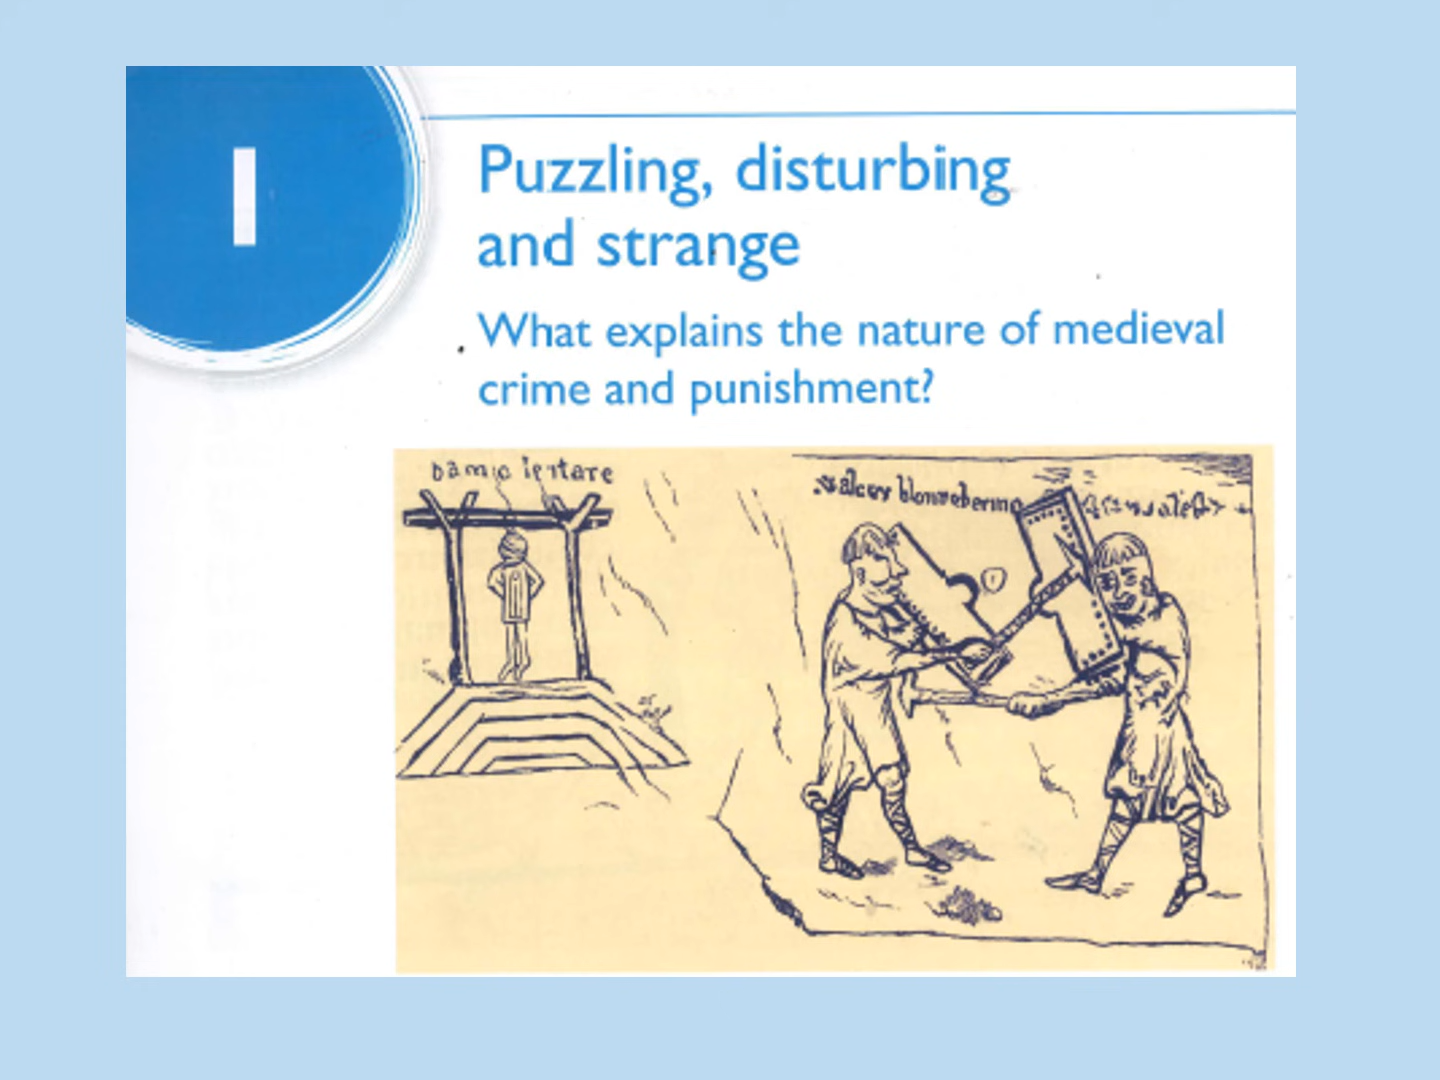 1
Puzzling, disturbing
and strange
What explains the nature of medieval
crime and punishment?